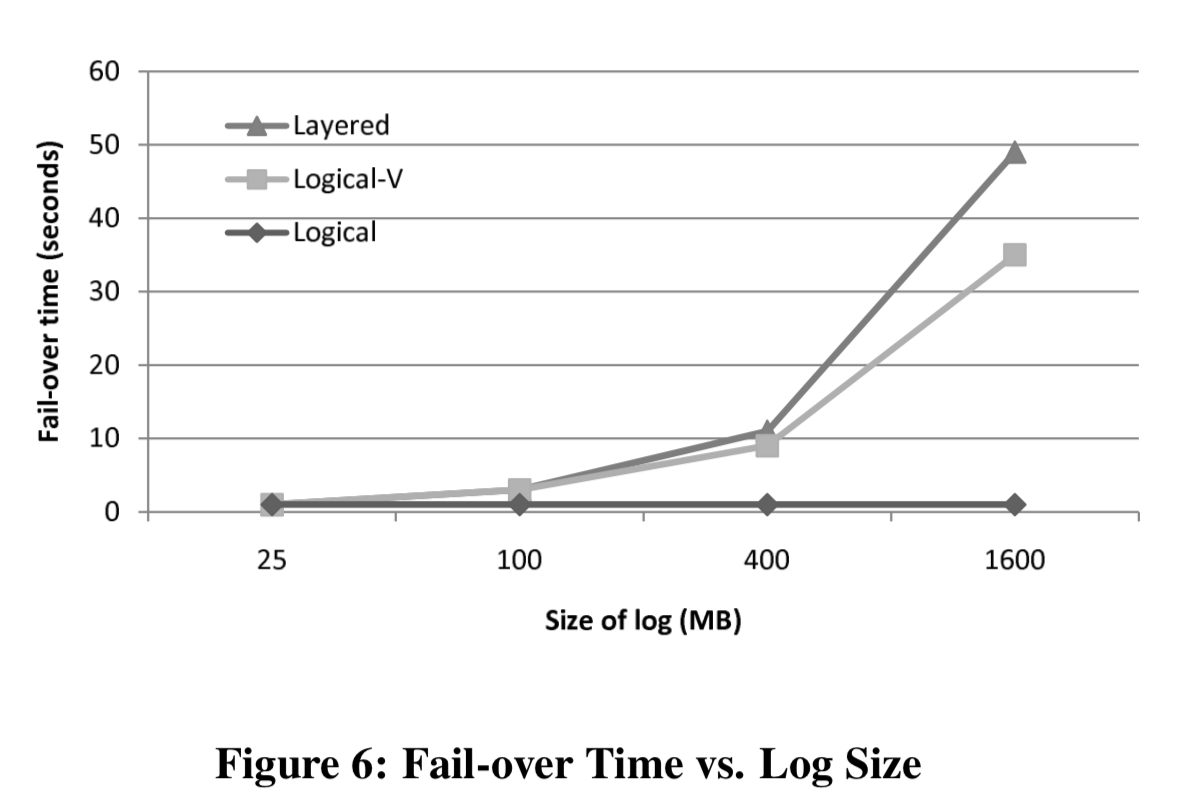 60
50
40
30
20
10
0
Fail-over time (seconds)
Layered
Logical-V
Logical
25 100 400 1600
Size of log (MB)
Figure 6: Fail-over Time vs. Log Size